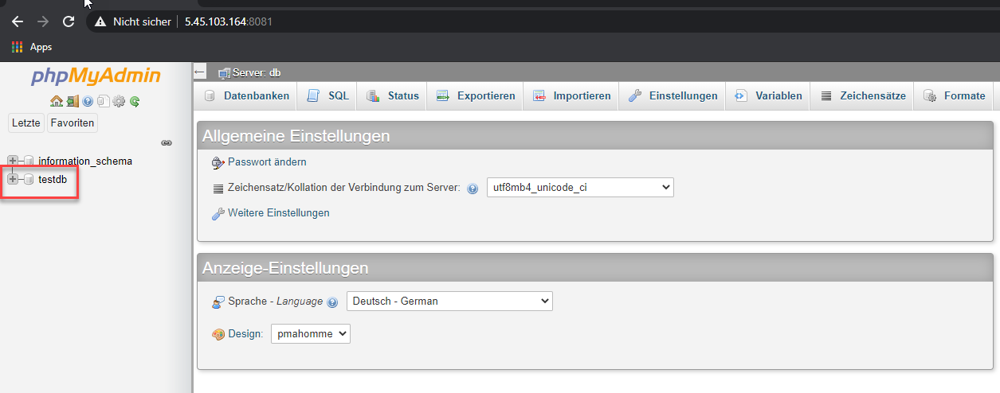 Nicht sicher 5.45.103.164:8081
Apps
phpMyAdmin
Letzte Favoriten
information_schema
testdb
Server: db
Datenbanken SQL Status Exportieren Importieren Einstellungen Variablen Zeichensätze Formate
Allgemeine Einstellungen
Passwort ändern
Zeichensatz/Kollation der Verbindung zum Server: utf8mb4_unicode_ci
Weitere Einstellungen
Anzeige-Einstellungen
Sprache - Language Deutsch - German
Design: pmahomme